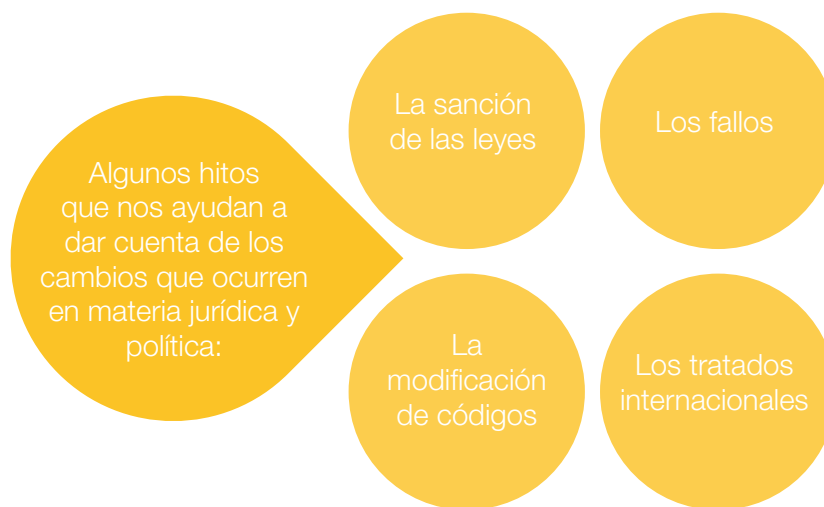 Algunos hitos
que nos ayudan a
dar cuenta de los
cambios que ocurren
en materia jurídica y
política:
La sanción
de las leyes
Los fallos
La
modificación
de códigos
Los tratados
internacionales